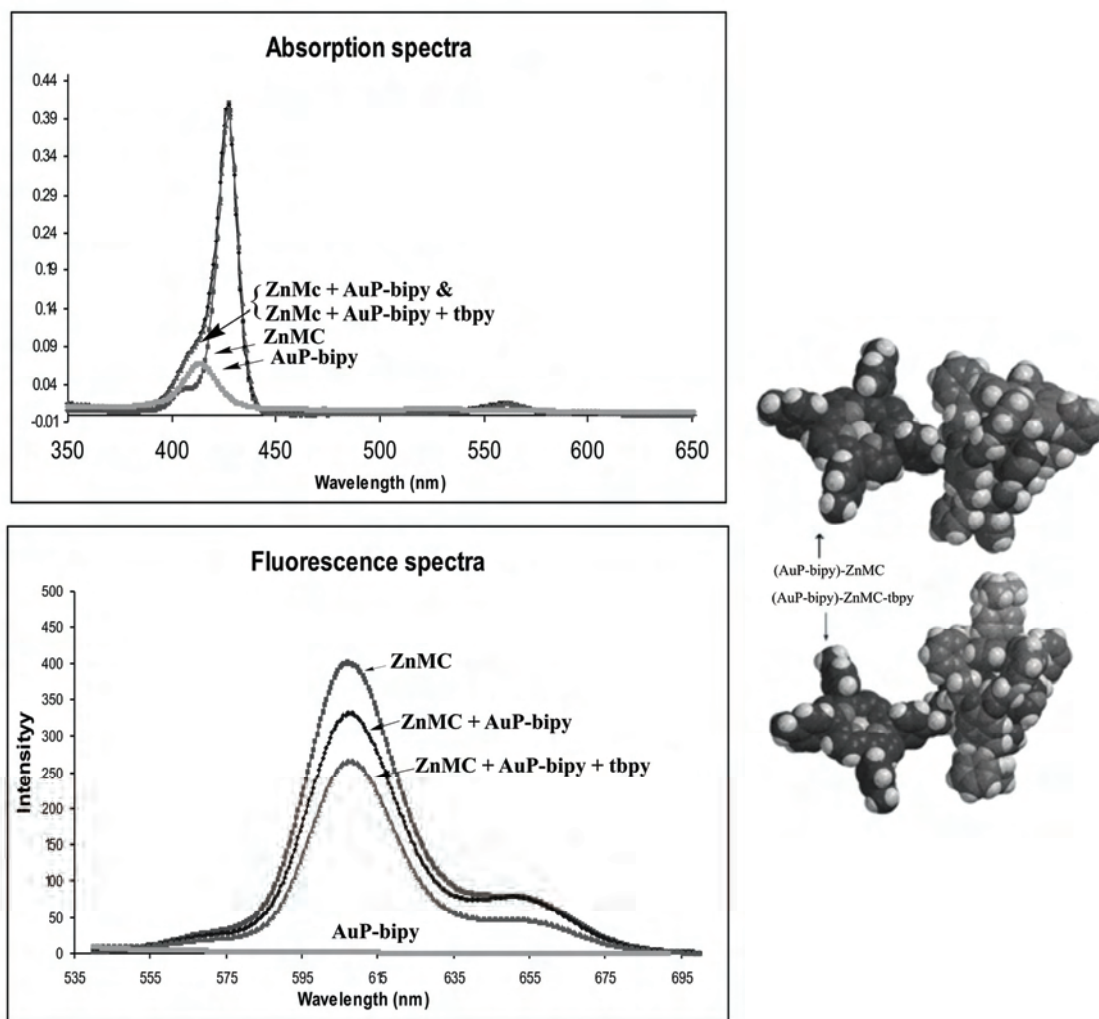 Absorption spectra
0.44
0.39
0.34
0.29
0.24
0.19
0.14
0.09
0.04
-0.01
ZnMc + AuP-bipy &
ZnMc + AuP-bipy + tbpy
ZnMC
AuP-bipy
350 400 450 500 550 600 650
Wavelength (nm)
(AuP-bipy)-ZnMC
(AuP-bipy)-ZnMC-tbpy
Fluorescence spectra
500
450
400
350
300
250
200
150
100
50
0
Intensityy
ZnMC
ZnMC + AuP-bipy
ZnMC + AuP-bipy + tbpy
AuP-bipy
535 555 575 595 615 635 655 675 695
Wavelength (nm)